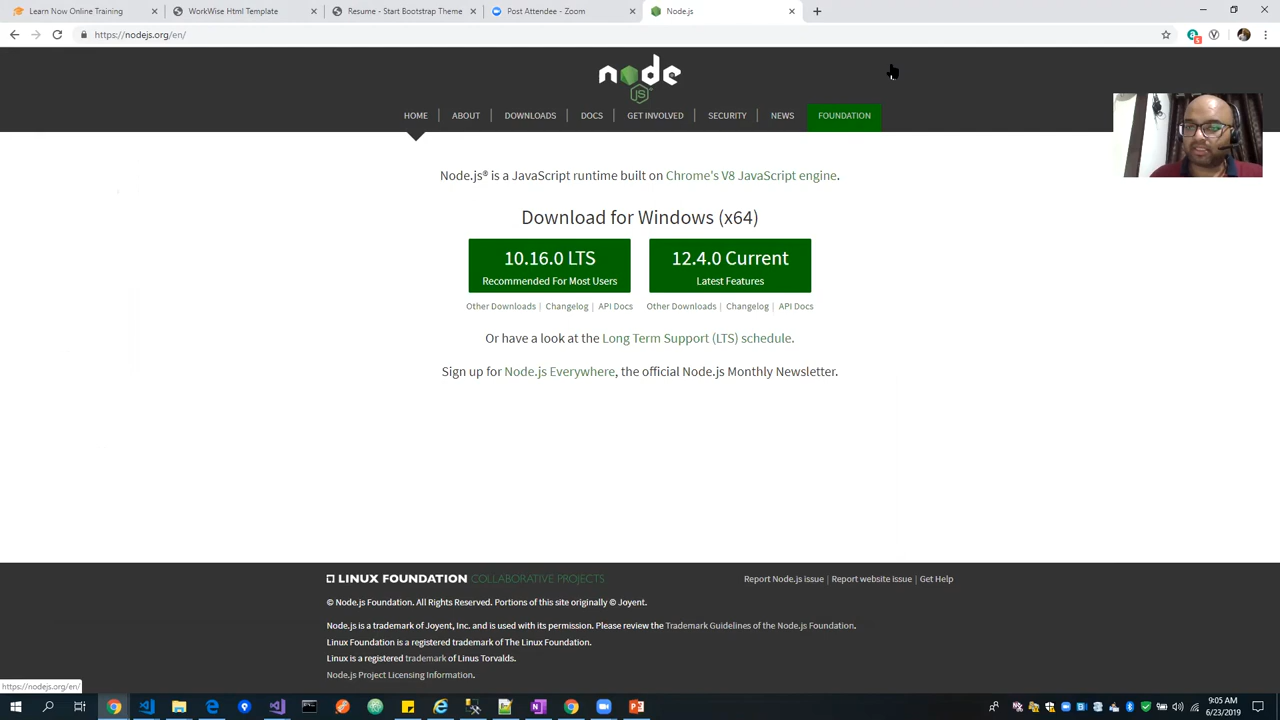 Learn Now Online Training
WorkWise Html Template
Resume - Start Bootstrap Theme
Post Attendee - Zoom
Node.js
https://nodejs.org/en/
node
JS
HOME
ABOUT
DOWNLOADS
DOCS
GET INVOLVED
SECURITY
NEWS
FOUNDATION
Node.js® is a JavaScript runtime built on Chrome's V8 JavaScript engine.
Download for Windows (x64)
10.16.0 LTS
Recommended For Most Users
12.4.0 Current
Latest Features
Other Downloads | Changelog | API Docs
Other Downloads | Changelog | API Docs
Or have a look at the Long Term Support (LTS) schedule.
Sign up for Node.js Everywhere, the official Node.js Monthly Newsletter.
LINUX FOUNDATION COLLABORATIVE PROJECTS
Report Node.js issue | Report website issue | Get Help
© Node.js Foundation. All Rights Reserved. Portions of this site originally © Joyent.
Node.js is a trademark of Joyent, Inc. and is used with its permission. Please review the Trademark Guidelines of the Node.js Foundation.
Linux Foundation is a registered trademark of The Linux Foundation.
Linux is a registered trademark of Linus Torvalds.
Node.js Project Licensing Information.
https://nodejs.org/en/
9:05 AM
6/23/2019